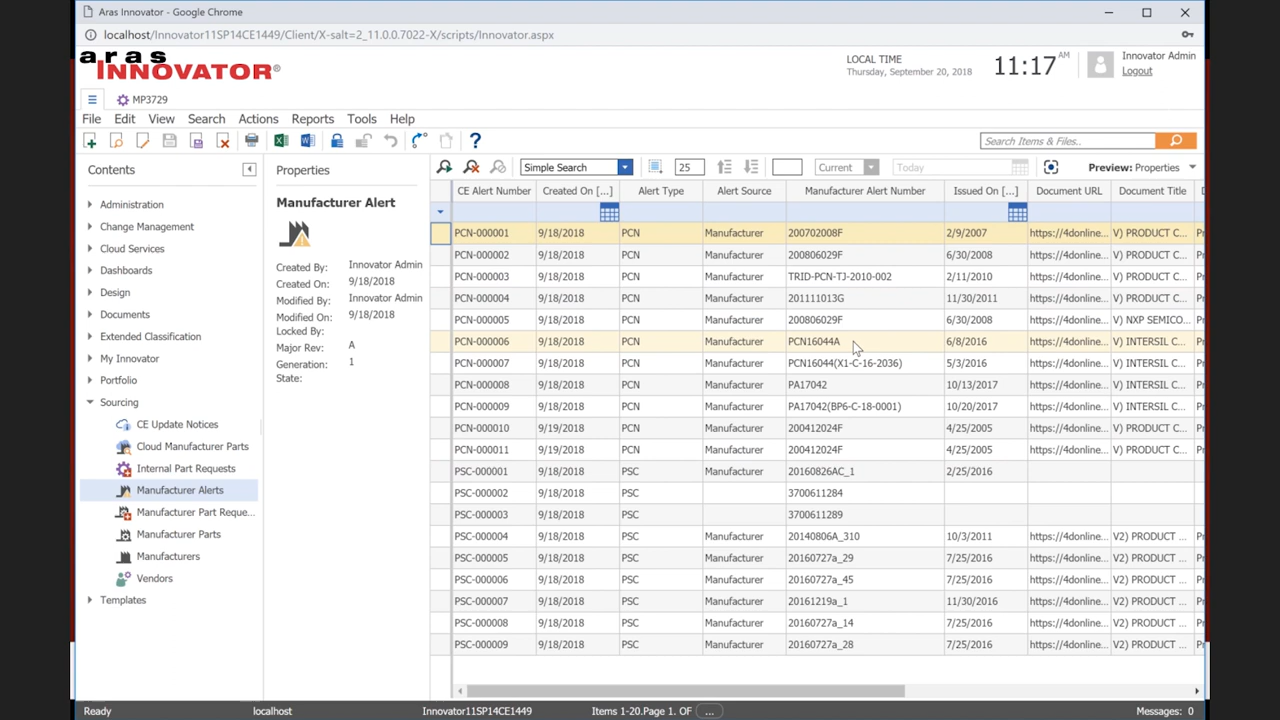 Aras Innovator - Google Chrome
localhost/Innovator11SP14CE1449/Client/X-salt=2_11.0.0.7022-X/scripts/Innovator.aspx
aras
INNOVATOR®
LOCAL TIME
Thursday, September 20, 2018
11:17 AM
Innovator Admin
Logout
MP3729
File Edit View Search Actions Reports Tools Help
Search Items & Files..
Contents
Administration
Change Management
Cloud Services
Dashboards
Design
Documents
Extended Classification
My Innovator
Portfolio
Sourcing
CE Update Notices
Cloud Manufacturer Parts
Internal Part Requests
Manufacturer Alerts
Manufacturer Part Reque...
Manufacturer Parts
Manufacturers
Vendors
Templates
Properties
Manufacturer Alert
Created By: Innovator Admin
Created On: 9/18/2018
Modified By: Innovator Admin
Modified On: 9/18/2018
Locked By:
Major Rev: A
Generation: 1
State:
Simple Search 25 Current Today Preview: Properties
CE Alert Number Created On [...] Alert Type Alert Source Manufacturer Alert Number Issued On [...] Document URL Document Title
PCN-000001 9/18/2018 PCN Manufacturer 200702008F 2/9/2007 https://4donline... V) PRODUCT C...
PCN-000002 9/18/2018 PCN Manufacturer 200806029F 6/30/2008 https://4donline... V) PRODUCT C...
PCN-000003 9/18/2018 PCN Manufacturer TRID-PCN-TJ-2010-002 2/11/2010 https://4donline... V) PRODUCT C...
PCN-000004 9/18/2018 PCN Manufacturer 201111013G 11/30/2011 https://4donline... V) PRODUCT C...
PCN-000005 9/18/2018 PCN Manufacturer 200806029F 6/30/2008 https://4donline... V) NXP SEMICO...
PCN-000006 9/18/2018 PCN Manufacturer PCN16044A 6/8/2016 https://4donline... V) INTERSIL C...
PCN-000007 9/18/2018 PCN Manufacturer PCN16044(X1-C-16-2036) 5/3/2016 https://4donline... V) INTERSIL C...
PCN-000008 9/18/2018 PCN Manufacturer PA17042 10/13/2017 https://4donline... V) INTERSIL C...
PCN-000009 9/18/2018 PCN Manufacturer PA17042(BP6-C-18-0001) 10/20/2017 https://4donline... V) INTERSIL C...
PCN-000010 9/19/2018 PCN Manufacturer 200412024F 4/25/2005 https://4donline... V) PRODUCT C...
PCN-000011 9/19/2018 PCN Manufacturer 200412024F 4/25/2005 https://4donline... V) PRODUCT C...
PSC-000001 9/18/2018 PSC Manufacturer 20160826AC_1 2/25/2016
PSC-000002 9/18/2018 PSC 3700611284
PSC-000003 9/18/2018 PSC 3700611289
PSC-000004 9/18/2018 PSC Manufacturer 20140806A_310 10/3/2011 https://4donline... V2) PRODUCT ...
PSC-000005 9/18/2018 PSC Manufacturer 20160727a_29 7/25/2016 https://4donline... V2) PRODUCT ...
PSC-000006 9/18/2018 PSC Manufacturer 20160727a_45 7/25/2016 https://4donline... V2) PRODUCT ...
PSC-000007 9/18/2018 PSC Manufacturer 20161219a_1 11/30/2016 https://4donline... V2) PRODUCT ...
PSC-000008 9/18/2018 PSC Manufacturer 20160727a_14 7/25/2016 https://4donline... V2) PRODUCT ...
PSC-000009 9/18/2018 PSC Manufacturer 20160727a_28 7/25/2016 https://4donline... V2) PRODUCT ...
Ready localhost Innovator11SP14CE1449 Items 1-20.Page 1. OF ... Messages: 0